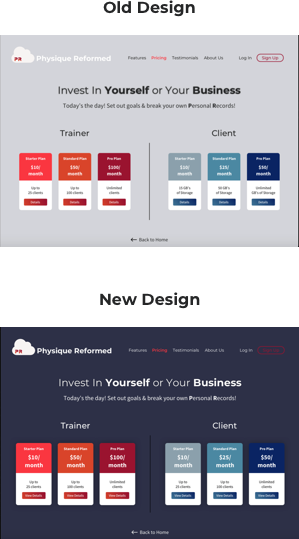 Old Design
PR Physique Reformed Features Pricing Testimonials About Us Log In Sign Up
Invest In Yourself or Your Business
Today's the day! Set out goals & break your own Personal Records!
Trainer Client
Starter Plan Standard Plan Pro Plan Starter Plan Standard Plan Pro Plan
$10/ $50/ $100/ $10/ $25/ $50/
month month month month month month
Up to Up to Unlimited 15 GB's 50 GB's Unlimited
25 clients 100 clients clients of Storage of Storage GB's of Storage
Details Details Details Details Details Details
Back to Home
New Design
PR Physique Reformed Features Pricing Testimonials About Us Log In
Invest In Yourself or Your Business
Today's the day! Set out goals & break your own Personal Records!
Trainer Client
Starter Plan Standard Plan Pro Plan Starter Plan Standard Plan Pro Plan
$10/ $50/ $100/ $10/ $25/ $50/
month month month month month month
Up to Up to Unlimited Up to Up to Unlimited
25 clients 100 clients clients 25 clients 100 clients clients
View Details View Details View Details View Details View Details View Details
Back to Home